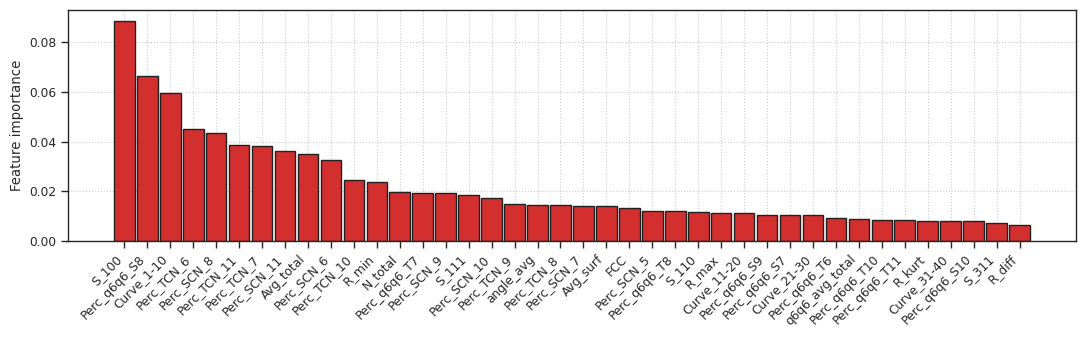 Feature importance
0.08
0.06
0.04
0.02
0.00
S_100
Perc_q6q6_S8
Curve_1-10
Perc_TCN_6
Perc_SCN_8
Perc_TCN_11
Perc_TCN_7
Perc_SCN_11
Avg_total
Perc_SCN_6
Perc_TCN_10
R_min
N_total
Perc_q6q6_T7
Perc_SCN_9
S_111
Perc_SCN_10
Perc_TCN_9
angle_avg
Perc_TCN_8
Perc_SCN_7
Avg_surf
FCC
Perc_SCN_5
Perc_q6q6_T8
S_110
R_max
Curve_11-20
Perc_q6q6_S9
Perc_q6q6_S7
Curve_21-30
Perc_q6q6_T6
q6q6_avg_total
Perc_q6q6_T10
Perc_q6q6_T11
R_kurt
Curve_31-40
Perc_q6q6_S10
S_311
R_diff